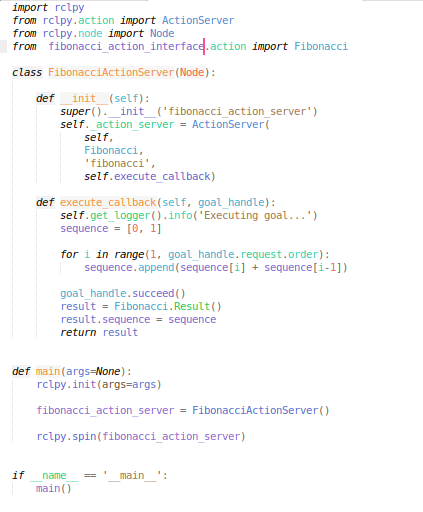 import rclpy
from rclpy.action import ActionServer
from rclpy.node import Node
from  fibonacci_action_interface.action import Fibonacci

class FibonacciActionServer(Node):

    def __init__(self):
        super().__init__('fibonacci_action_server')
        self._action_server = ActionServer(
            self,
            Fibonacci,
            'fibonacci',
            self.execute_callback)

    def execute_callback(self, goal_handle):
        self.get_logger().info('Executing goal...')
        sequence = [0, 1]

        for i in range(1, goal_handle.request.order):
            sequence.append(sequence[i] + sequence[i-1])

        goal_handle.succeed()
        result = Fibonacci.Result()
        result.sequence = sequence
        return result


def main(args=None):
    rclpy.init(args=args)

    fibonacci_action_server = FibonacciActionServer()

    rclpy.spin(fibonacci_action_server)


if __name__ == '__main__':
    main()